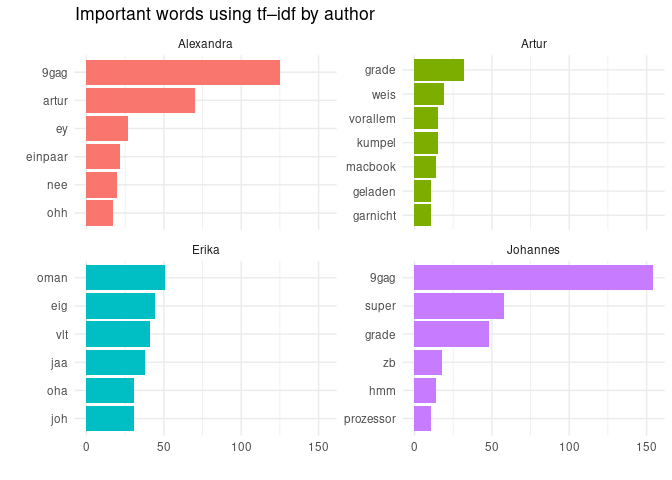 Important words using tf–idf by author
Alexandra
9gag
artur
ey
einpaar
nee
ohh
Artur
grade
weis
vorallem
kumpel
macbook
geladen
garnicht
Erika
oman
eig
vlt
jaa
oha
joh
0 50 100 150
Johannes
9gag
super
grade
zb
hmm
prozessor
0 50 100 150